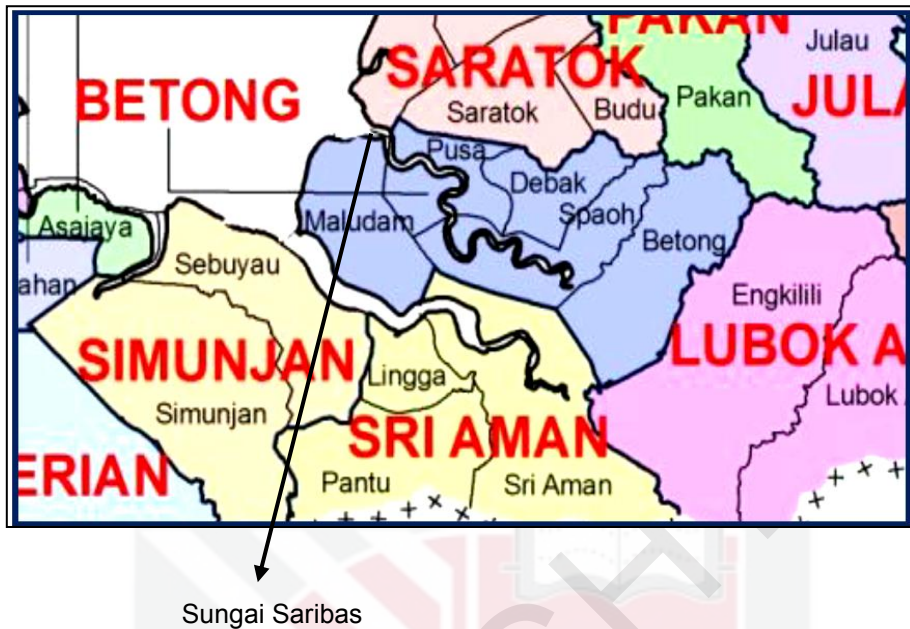 PAKAN
Julau
SARATOK
BETONG
Pakan
JULA
Saratok
Budu
Pusa
Debak
Maludam
Spaoh
Asajaya
Betong
Sebuyau
ahan
Engkilili
SIMUNJAN
LUBOK A
Lingga
Lubok
Simunjan
SRI AMAN
ERIAN
Pantu
Sri Aman
Sungai Saribas